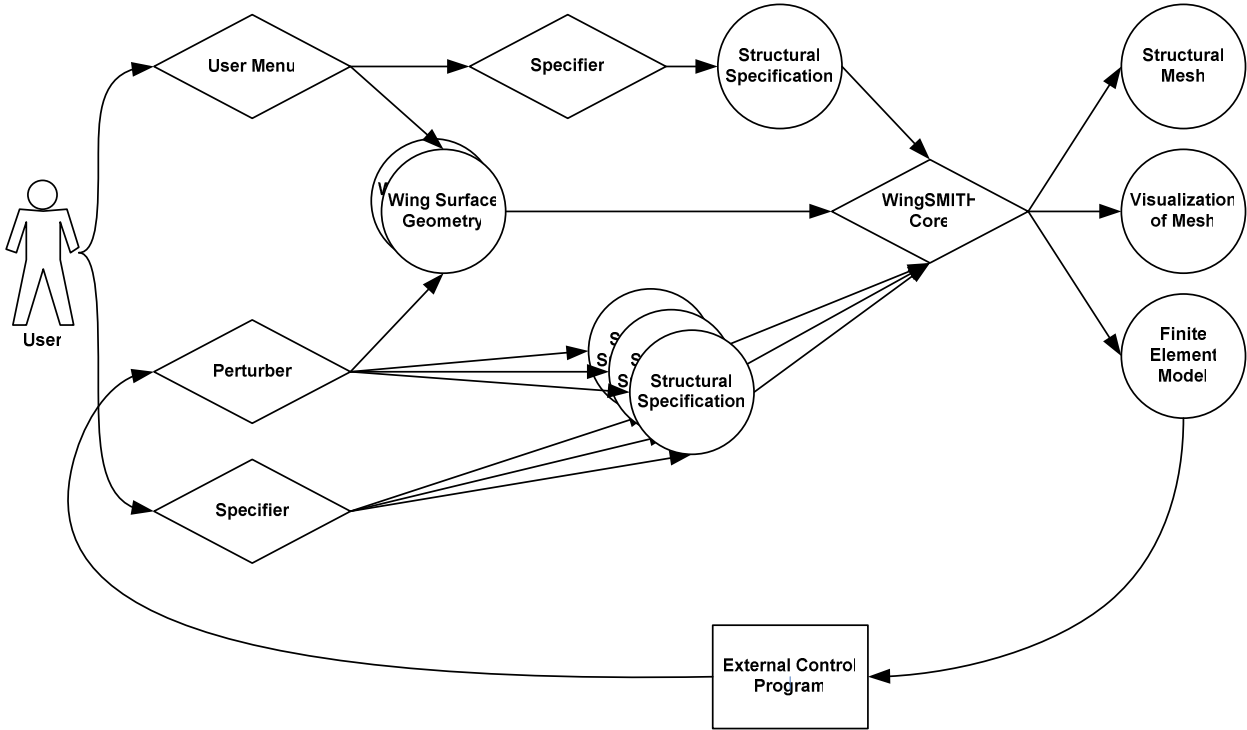 User Menu
Specifier
Structural
Specification
Structural
Mesh
Wing Surface
Geometry
WingSMITH
Core
Visualization
of Mesh
User
Perturber
Structural
Specification
Finite
Element
Model
Specifier
External Control
Program